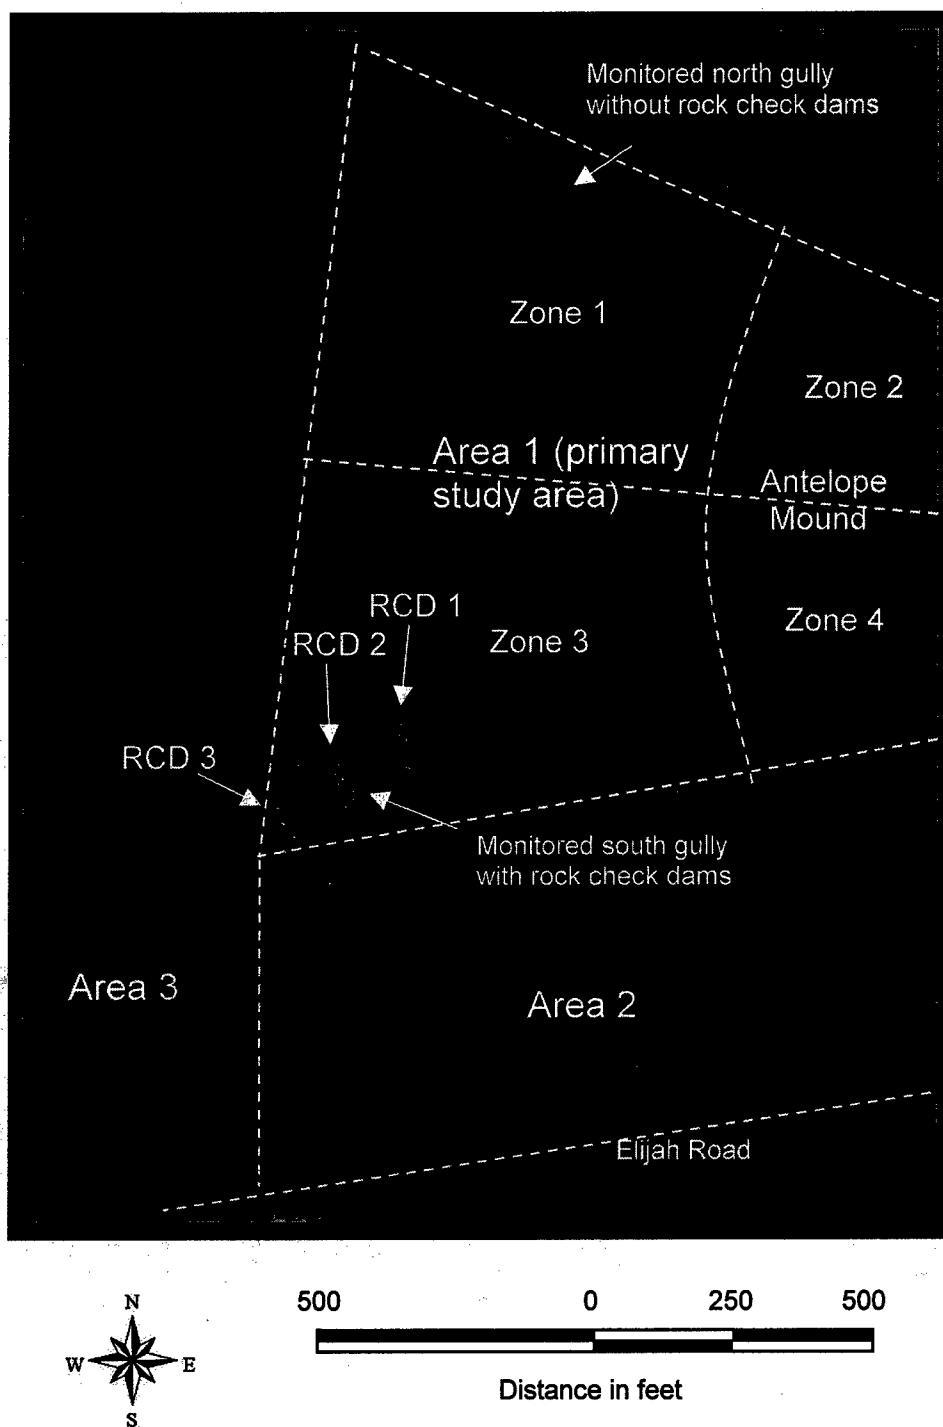 Monitored north gully
without rock check dams
Zone 1
Zone 2
Area 1 (primary
study area)
Antelope
Mound
RCD 1
RCD 2
Zone 3
Zone 4
RCD 3
Monitored south gully
with rock check dams
Area 3
Area 2
Elijah Road
N
W E
S
500 0 250 500
Distance in feet